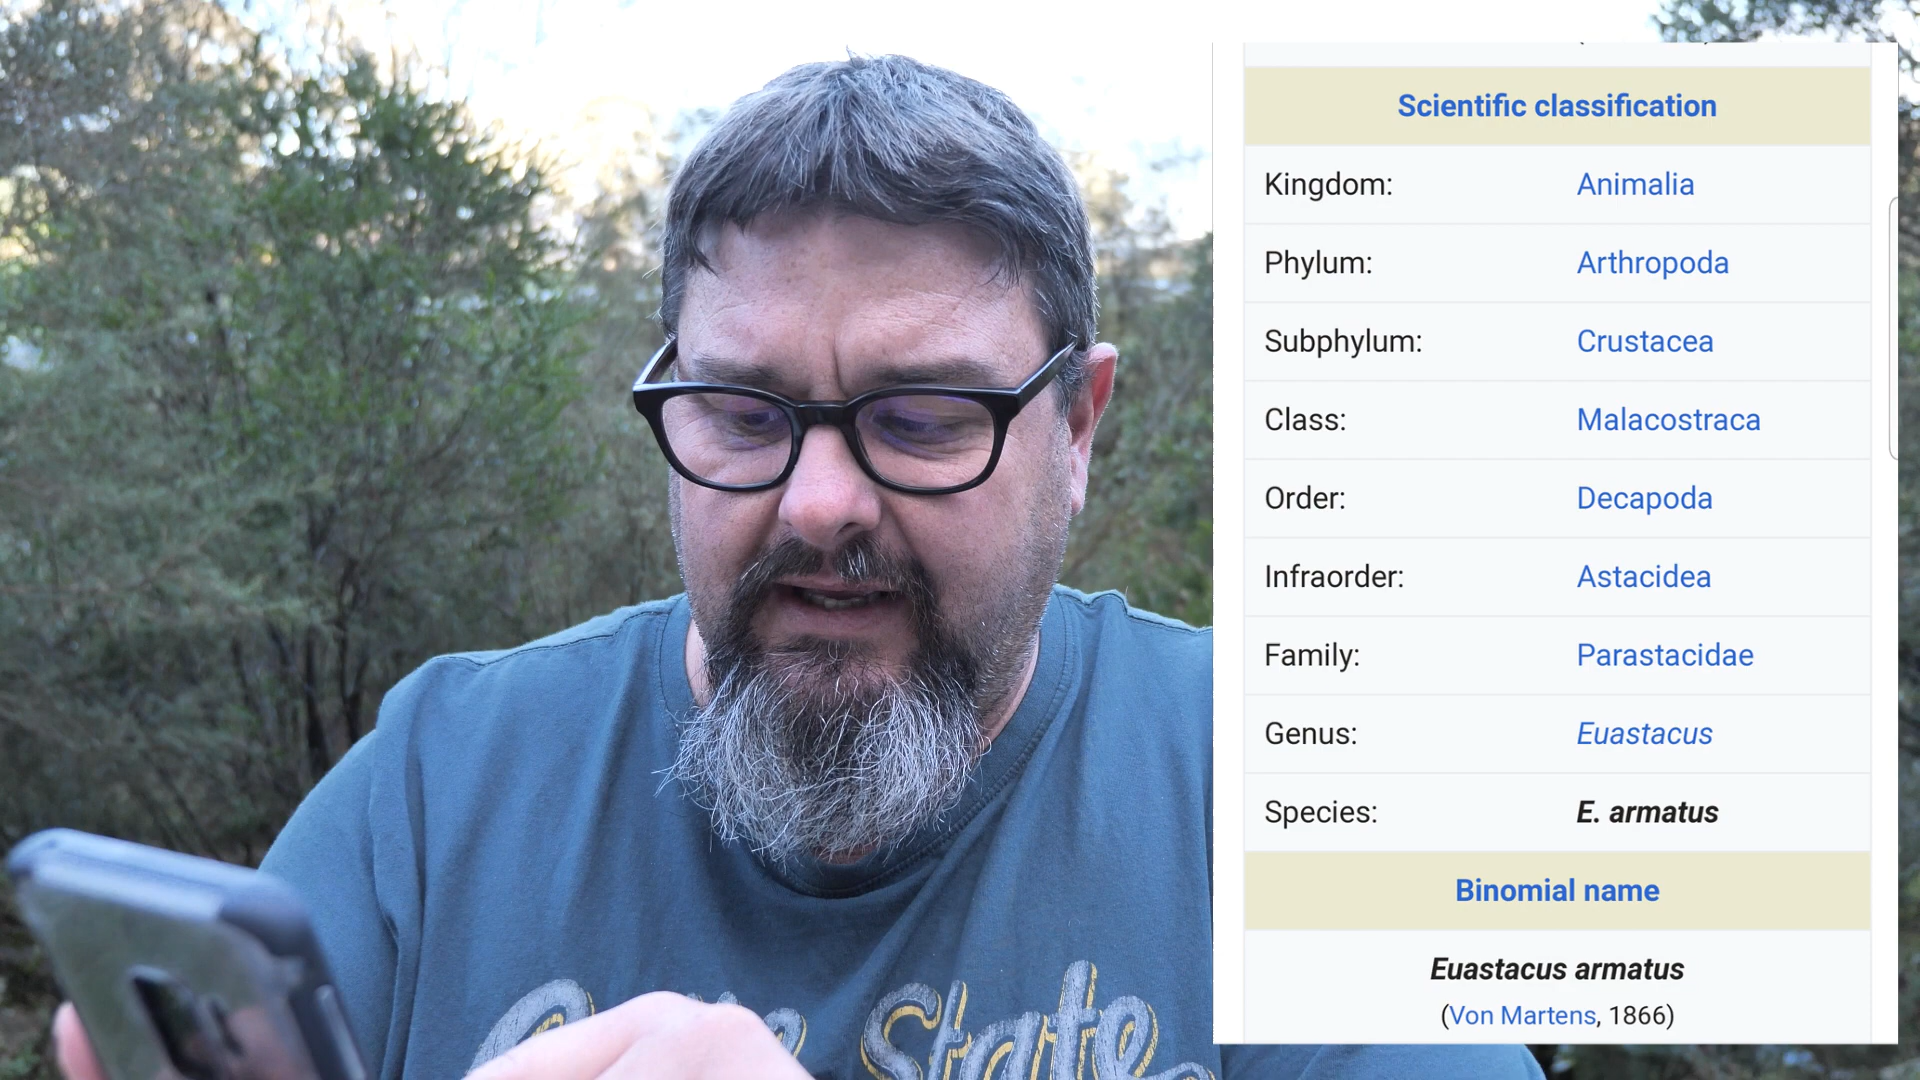 Scientific classification
Kingdom: Animalia
Phylum: Arthropoda
Subphylum: Crustacea
Class: Malacostraca
Order: Decapoda
Infraorder: Astacidea
Family: Parastacidae
Genus: Euastacus
Species: E. armatus
Binomial name
Euastacus armatus
(Von Martens, 1866)
State